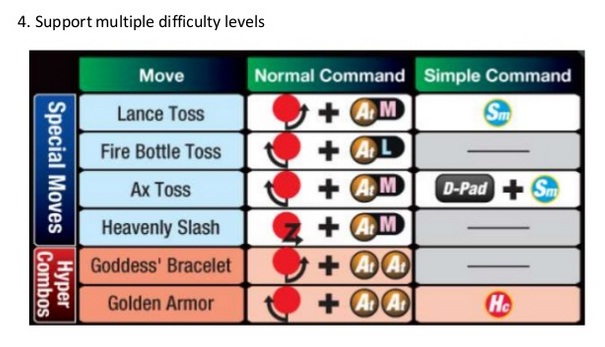 4. Support multiple difficulty levels
Move Normal Command Simple Command
Special Moves
Lance Toss + At M Sm
Fire Bottle Toss + At L
Ax Toss + At M D-Pad + Sm
Heavenly Slash Z + At M
Hyper Combos
Goddess' Bracelet + At At
Golden Armor + At At Hc